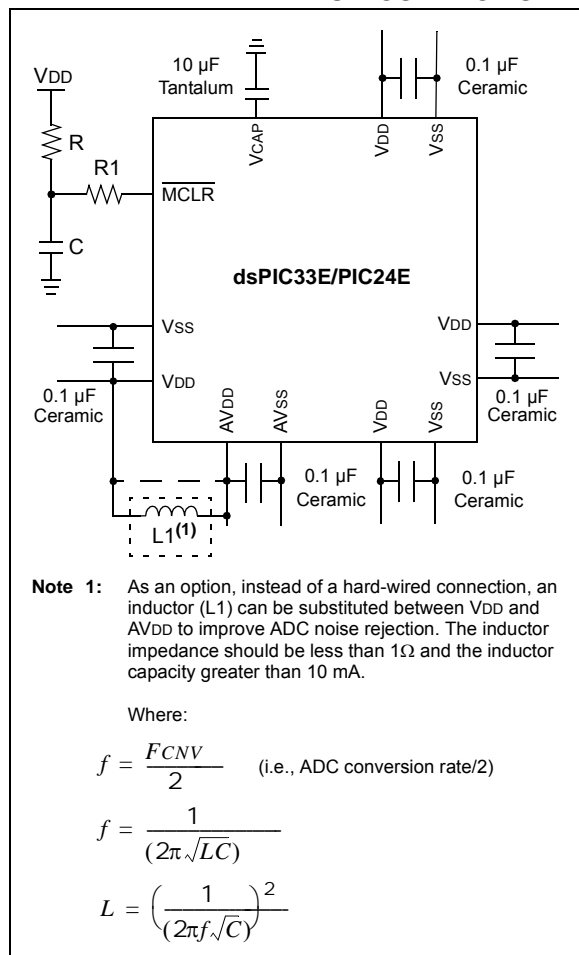 VDD
10 µF
Tantalum
0.1 µF
Ceramic
R
R1
C
VCAP
VDD
VSS
MCLR
dsPIC33E/PIC24E
VSS
VDD
VDD
VSS
AVDD
AVSS
VDD
VSS
0.1 µF
Ceramic
0.1 µF
Ceramic
0.1 µF
Ceramic
0.1 µF
Ceramic
L1(1)
Note 1: As an option, instead of a hard-wired connection, an
inductor (L1) can be substituted between VDD and
AVDD to improve ADC noise rejection. The inductor
impedance should be less than 1Ω and the inductor
capacity greater than 10 mA.
Where:
f = FCNV / 2 (i.e., ADC conversion rate/2)
f = 1 / (2π√LC)
L = (1 / (2πf√C))²